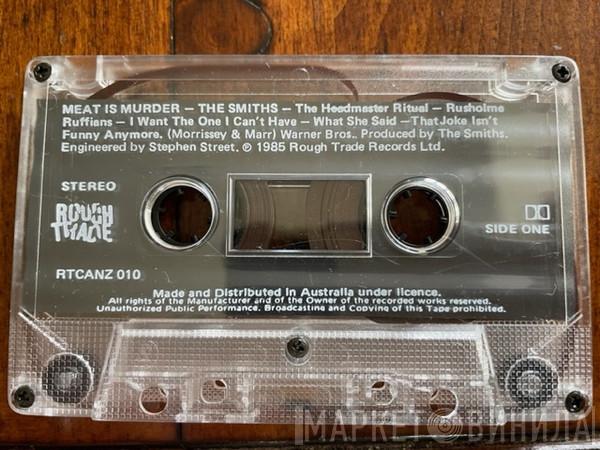 MEAT IS MURDER – THE SMITHS – The Headmaster Ritual – Rusholme
Ruffians – I Want The One I Can't Have – What She Said – That Joke Isn't
Funny Anymore. (Morrissey & Marr) Warner Bros.. Produced by The Smiths.
Engineered by Stephen Street. ℗ 1985 Rough Trade Records Ltd.
STEREO
ROUGH
TRADE
SIDE ONE
RTCANZ 010
Made and Distributed in Australia under licence.
All rights of the Manufacturer and of the Owner of the recorded works reserved.
Unauthorized Public Performance. Broadcasting and Copying of this Tape prohibited.
МАРКЕТ ВИНИЛА